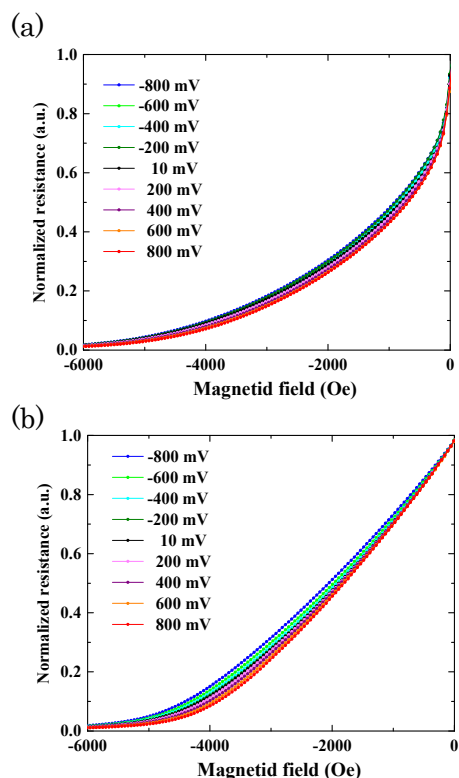 (a)
1.0
0.8
0.6
0.4
0.2
0.0
Normalized resistance (a.u.)
-800 mV
-600 mV
-400 mV
-200 mV
10 mV
200 mV
400 mV
600 mV
800 mV
-6000 -4000 -2000 0
Magnetid field (Oe)
(b)
1.0
0.8
0.6
0.4
0.2
0.0
Normalized resistance (a.u.)
-800 mV
-600 mV
-400 mV
-200 mV
10 mV
200 mV
400 mV
600 mV
800 mV
-6000 -4000 -2000 0
Magnetid field (Oe)